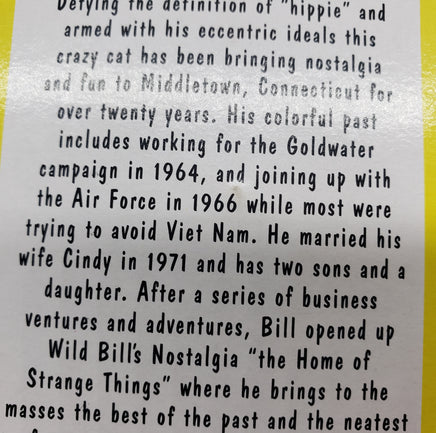 Defying the definition of "hippie" and
armed with his eccentric ideals this
crazy cat has been bringing nostalgia
and fun to Middletown, Connecticut for
over twenty years. His colorful past
includes working for the Goldwater
campaign in 1964, and joining up with
the Air Force in 1966 while most were
trying to avoid Viet Nam. He married his
wife Cindy in 1971 and has two sons and a
daughter. After a series of business
ventures and adventures, Bill opened up
Wild Bill's Nostalgia "the Home of
Strange Things" where he brings to the
masses the best of the past and the neatest